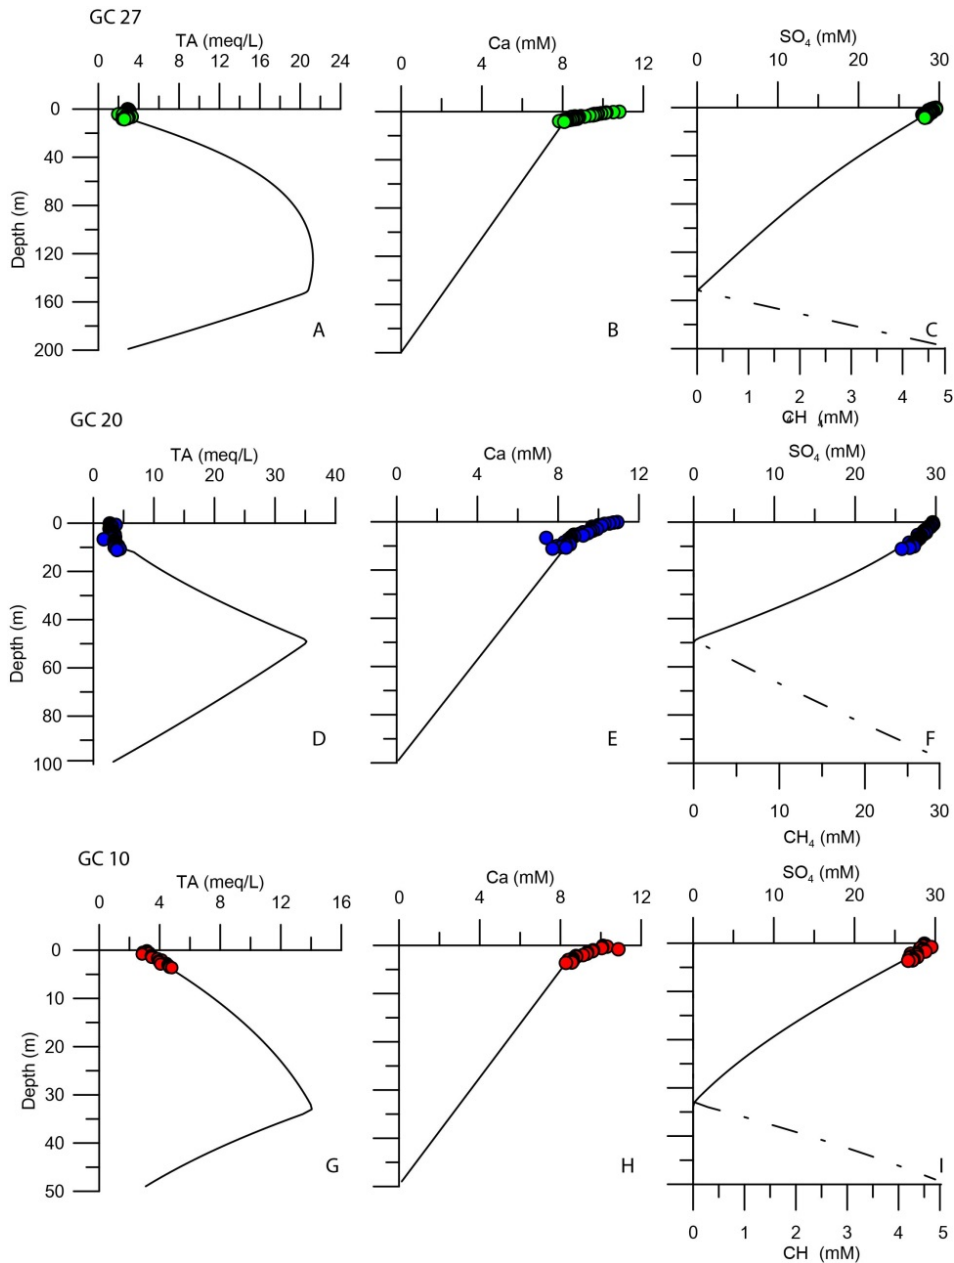 GC 27
TA (meq/L)
Ca (mM)
SO4 (mM)
0 4 8 12 16 20 24
0 4 8 12
0 10 20 30
0
40
80
120
160
200
Depth (m)
A
B
C
0 1 2 3 4 5
CH4 (mM)
GC 20
TA (meq/L)
Ca (mM)
SO4 (mM)
0 10 20 30 40
0 4 8 12
0 10 20 30
0
20
40
60
80
100
Depth (m)
D
E
F
0 10 20 30
CH4 (mM)
GC 10
TA (meq/L)
Ca (mM)
SO4 (mM)
0 4 8 12 16
0 4 8 12
0 10 20 30
0
10
20
30
40
50
Depth (m)
G
H
I
0 1 2 3 4 5
CH (mM)